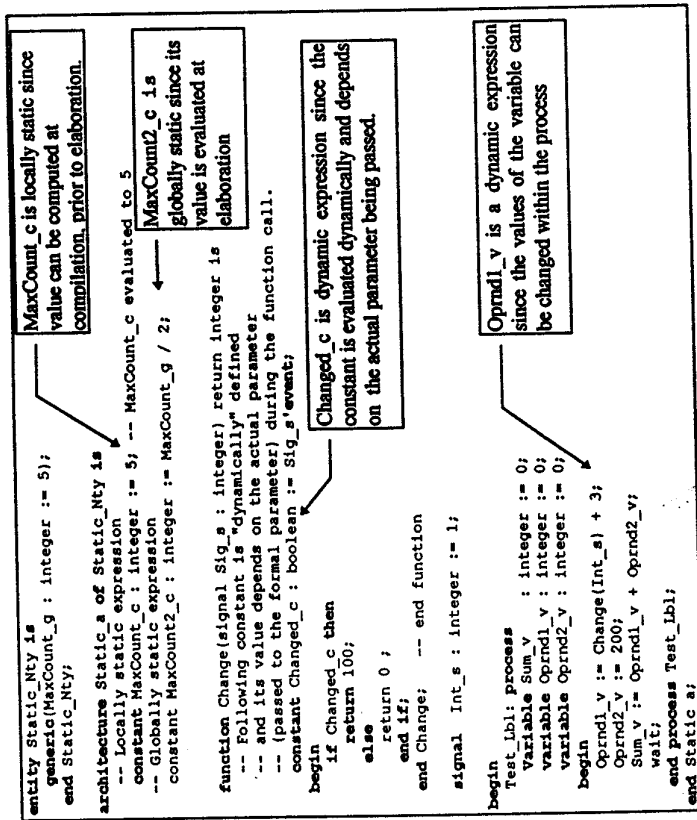 entity Static_Nty is
generic(MaxCount_g : integer := 5);
end Static_Nty;
architecture Static_a of Static_Nty is
-- Locally static expression
constant MaxCount_c : integer := 5; -- MaxCount_c evaluated to 5
-- Globally static expression
constant MaxCount2_c : integer := MaxCount_g / 2;
MaxCount_c is locally static since
value can be computed at
compilation, prior to elaboration.
MaxCount2_c is
globally static since its
value is evaluated at
elaboration
function Change(signal Sig_s : integer) return integer is
-- Following constant is "dynamically" defined
-- and its value depends on the actual parameter
-- (passed to the formal parameter) during the function call.
constant Changed_c : boolean := Sig_s'event;
begin
if Changed_c then
return 100;
else
return 0 ;
end if;
end Change; -- end function
Changed_c is dynamic expression since the
constant is evaluated dynamically and depends
on the actual parameter being passed.
signal Int_s : integer := 1;
begin
Test_Lbl: process
Variable Sum_v : integer := 0;
variable Oprnd1_v : integer := 0;
variable Oprnd2_v : integer := 0;
begin
Oprnd1_v := Change(Int_s) + 3;
Oprnd2_v := 200;
Sum_v := Oprnd1_v + Oprnd2_v;
wait;
end process Test_Lbl;
end Static_a;
Oprnd1_v is a dynamic expression
since the values of the variable can
be changed within the process